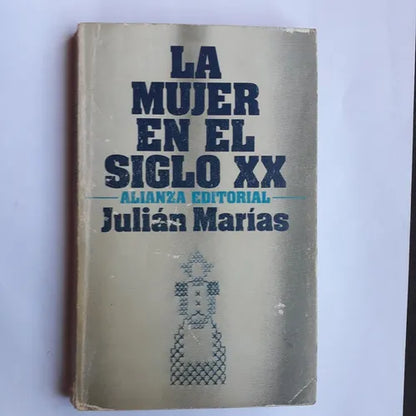 LA
MUJER
EN EL
SIGLO XX
ALIANZA EDITORIAL
Julián Marías